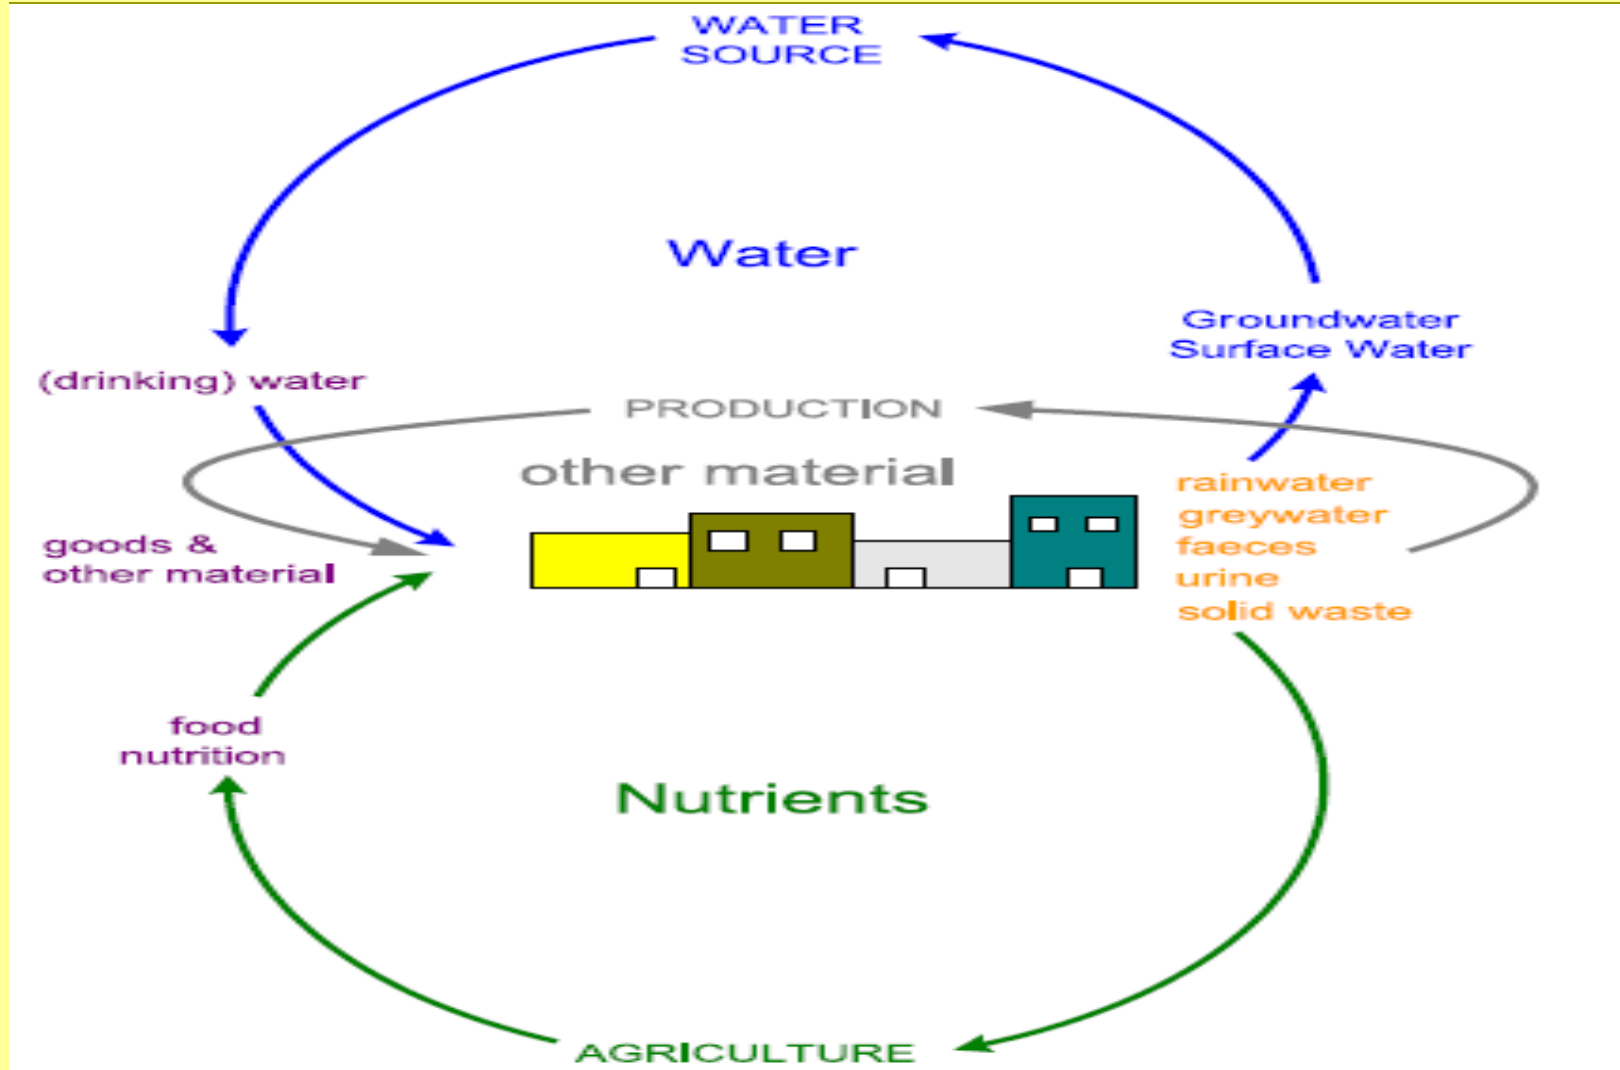 WATER
SOURCE
Water
Groundwater
Surface Water
(drinking) water
PRODUCTION
other material
rainwater
greywater
faeces
urine
solid waste
goods &
other material
food
nutrition
Nutrients
AGRICULTURE